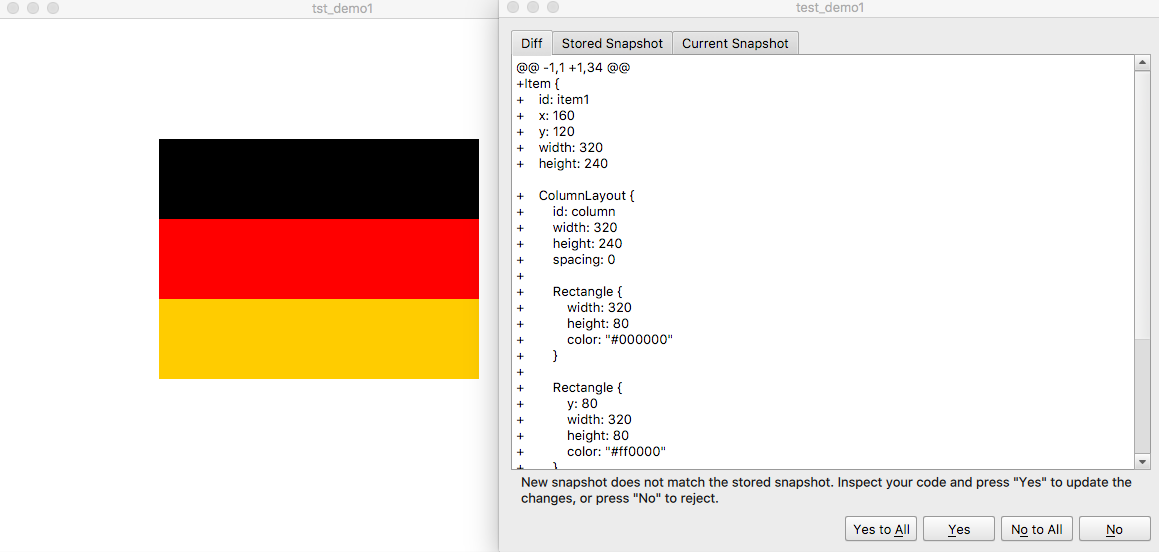 tst_demo1
test_demo1
Diff
Stored Snapshot
Current Snapshot
@@ -1,1 +1,34 @@
+Item {
+    id: item1
+    x: 160
+    y: 120
+    width: 320
+    height: 240
+    ColumnLayout {
+        id: column
+        width: 320
+        height: 240
+        spacing: 0
+
+        Rectangle {
+            width: 320
+            height: 80
+            color: "#000000"
+        }
+
+        Rectangle {
+            y: 80
+            width: 320
+            height: 80
+            color: "#ff0000"
+        }
New snapshot does not match the stored snapshot. Inspect your code and press "Yes" to update the
changes, or press "No" to reject.
Yes to All
Yes
No to All
No